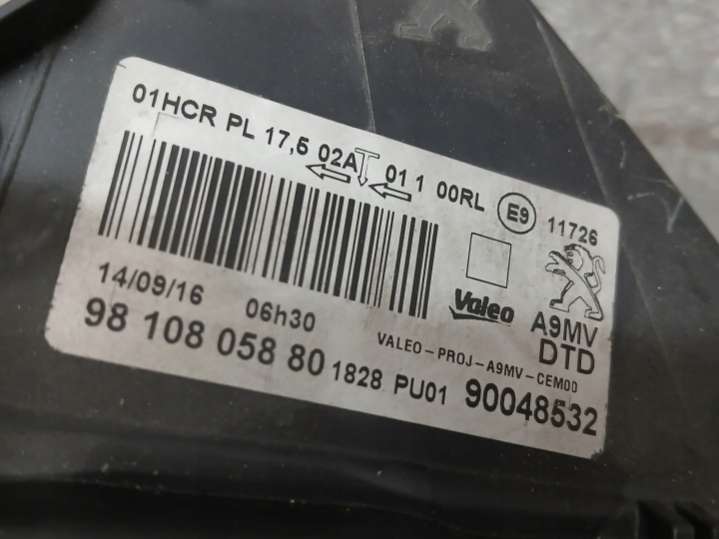 01HCR PL 17,5 02A 01 1 00RL E9 11726
Valeo
A9MV
DTD
14/09/16 06h30
VALEO-PROJ-A9MV-CEM00
98 108 058 80 1828 PU01 90048532